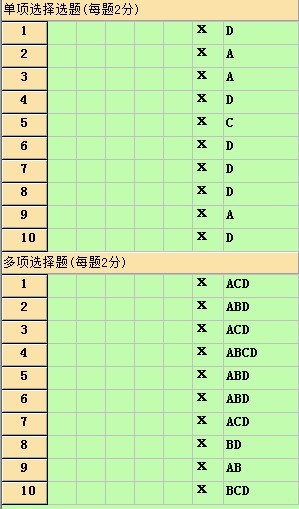 单项选择选题(每题2分)
1 X D
2 X A
3 X A
4 X D
5 X C
6 X D
7 X D
8 X D
9 X A
10 X D
多项选择题(每题2分)
1 X ACD
2 X ABD
3 X ACD
4 X ABCD
5 X ABD
6 X ABD
7 X ACD
8 X BD
9 X AB
10 X BCD